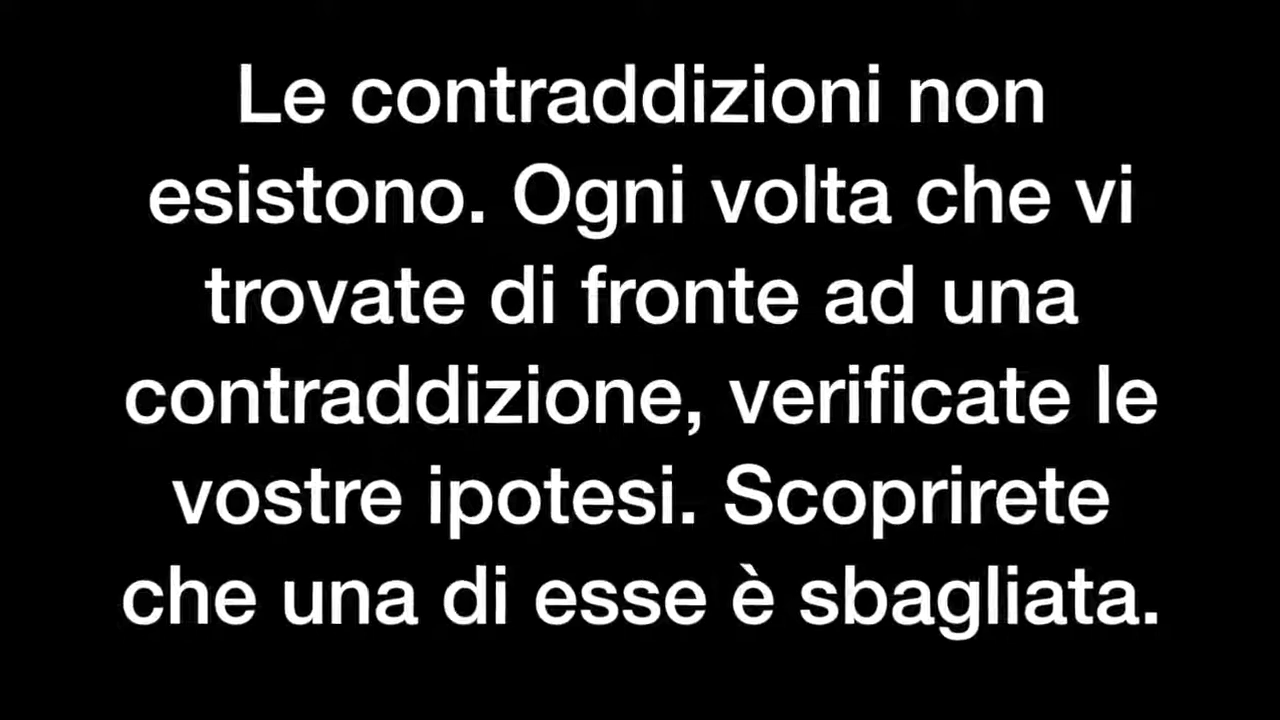 Le contraddizioni non
esistono. Ogni volta che vi
trovate di fronte ad una
contraddizione, verificate le
vostre ipotesi. Scoprirete
che una di esse è sbagliata.